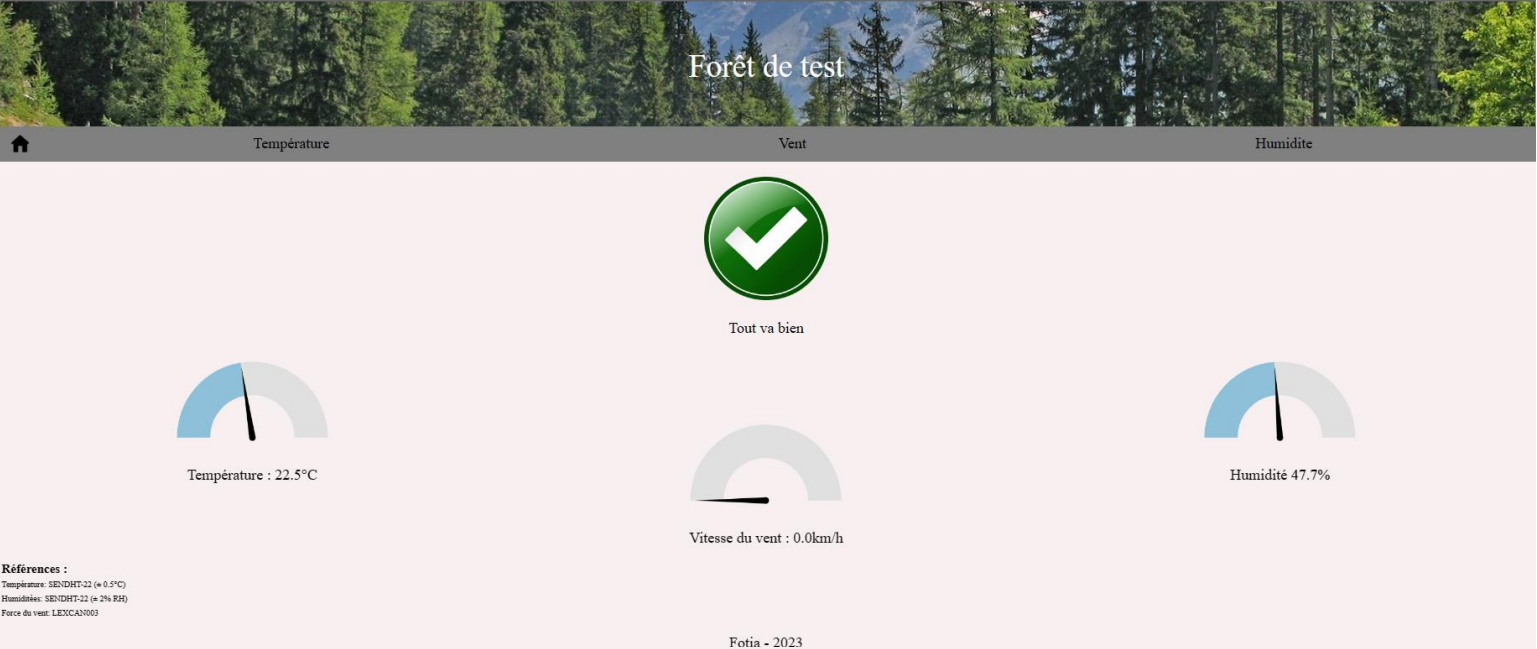 Forêt de test
Température
Vent
Humidite
Tout va bien
Température : 22.5°C
Humidité 47.7%
Vitesse du vent : 0.0km/h
Références :
Température: SENDHT-22 (± 0.5°C)
Humiditées: SENDHT-22 (± 2% RH)
Force du vent: LEXCAN003
Fotia - 2023